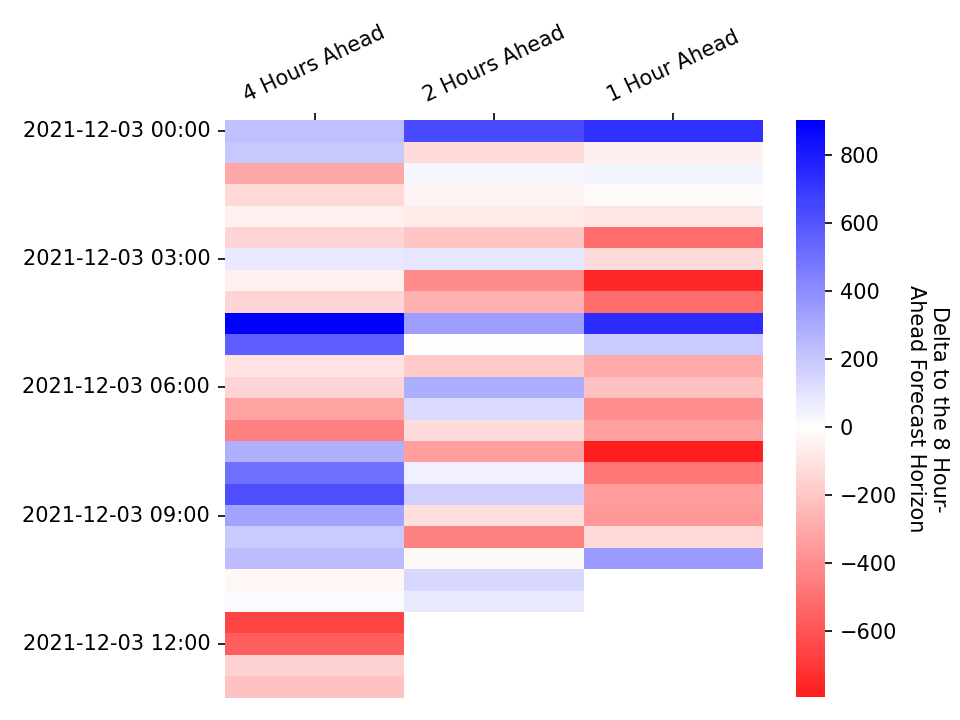 4 Hours Ahead
2 Hours Ahead
1 Hour Ahead
2021-12-03 00:00
2021-12-03 03:00
2021-12-03 06:00
2021-12-03 09:00
2021-12-03 12:00
800
600
400
200
0
−200
−400
−600
Delta to the 8 Hour-
Ahead Forecast Horizon